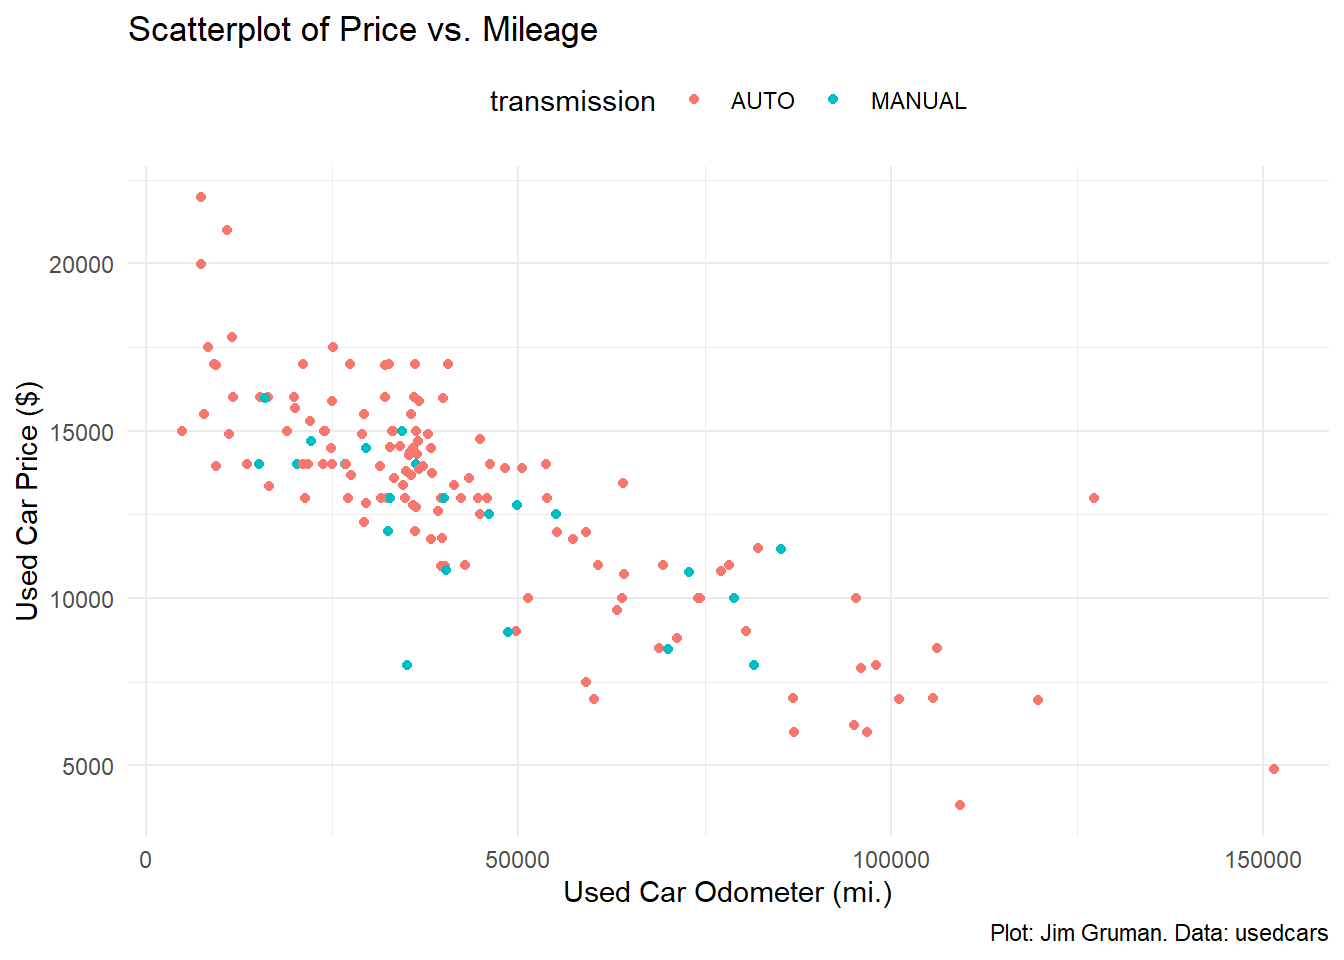 Scatterplot of Price vs. Mileage
transmission AUTO MANUAL
Used Car Price ($)
20000
15000
10000
5000
0 50000 100000 150000
Used Car Odometer (mi.)
Plot: Jim Gruman. Data: usedcars